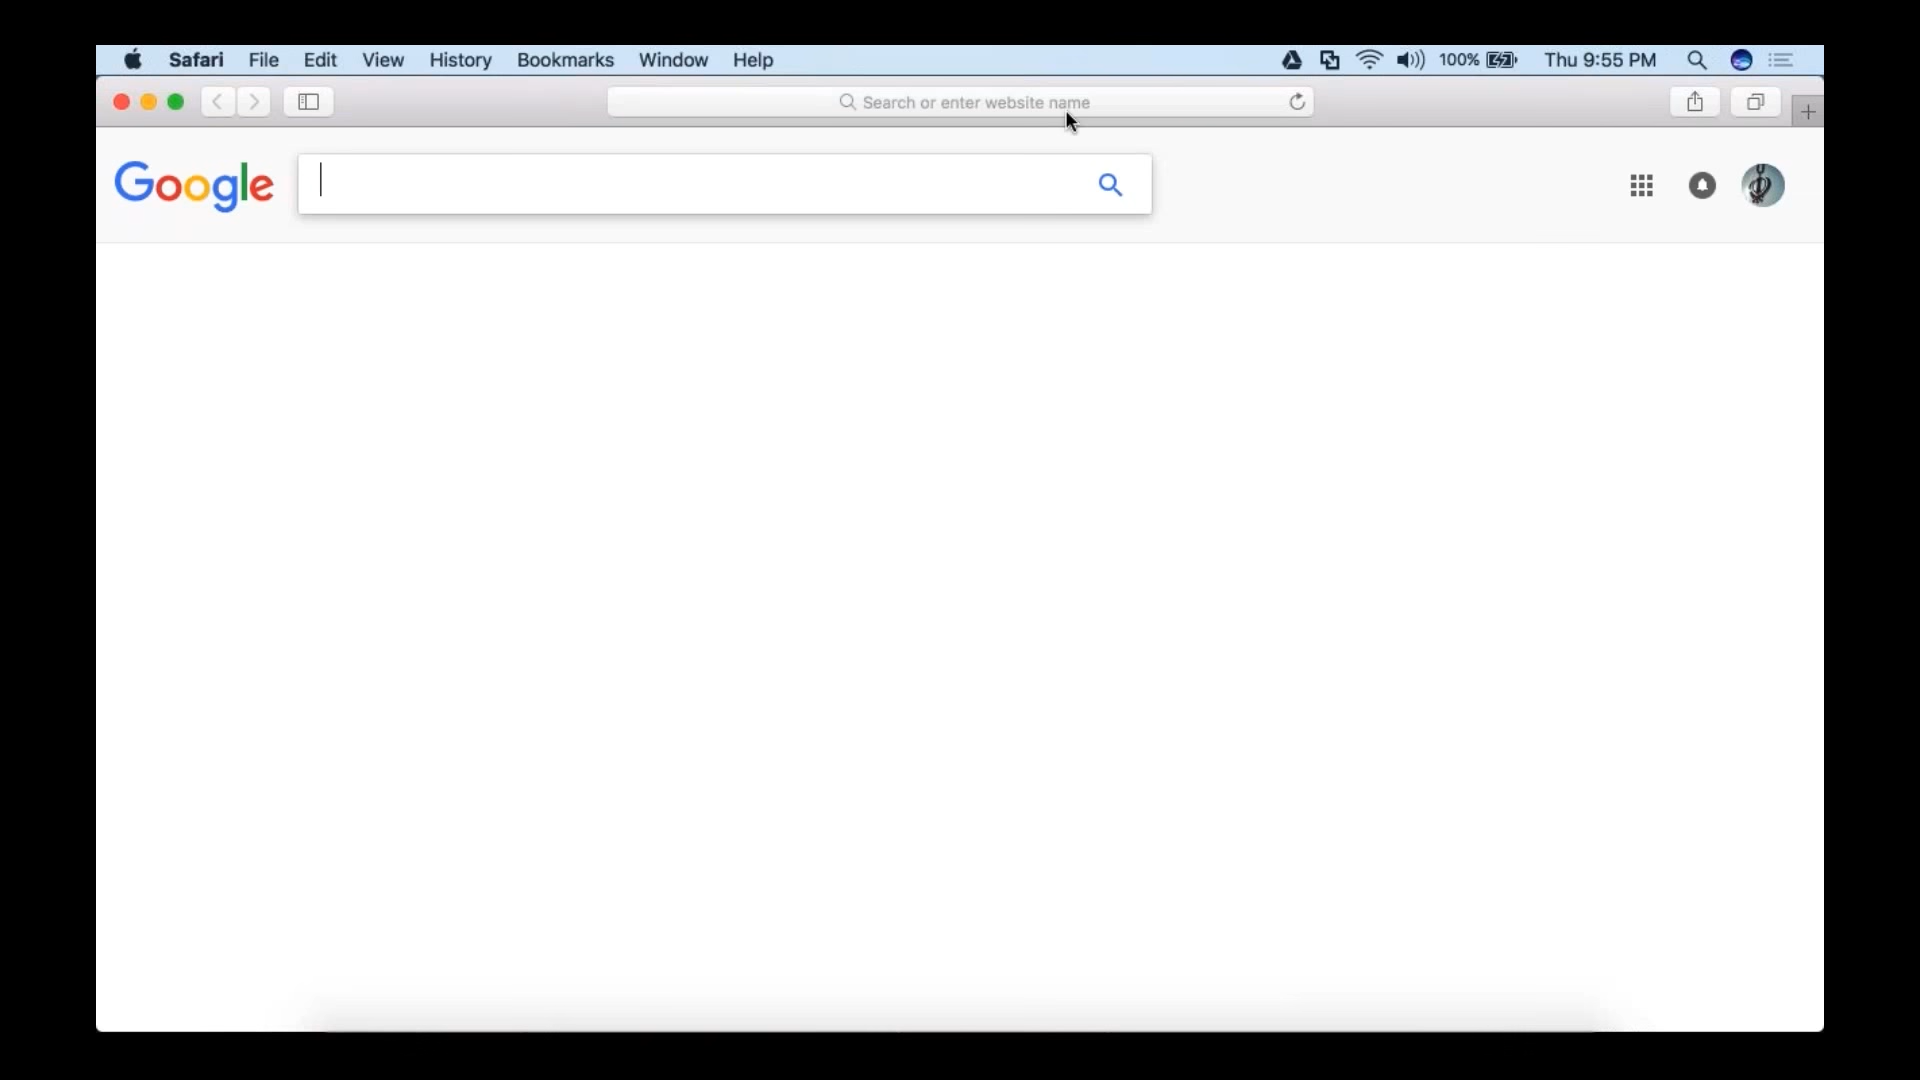 Safari File Edit View History Bookmarks Window Help 100% Thu 9:55 PM
Search or enter website name
Google